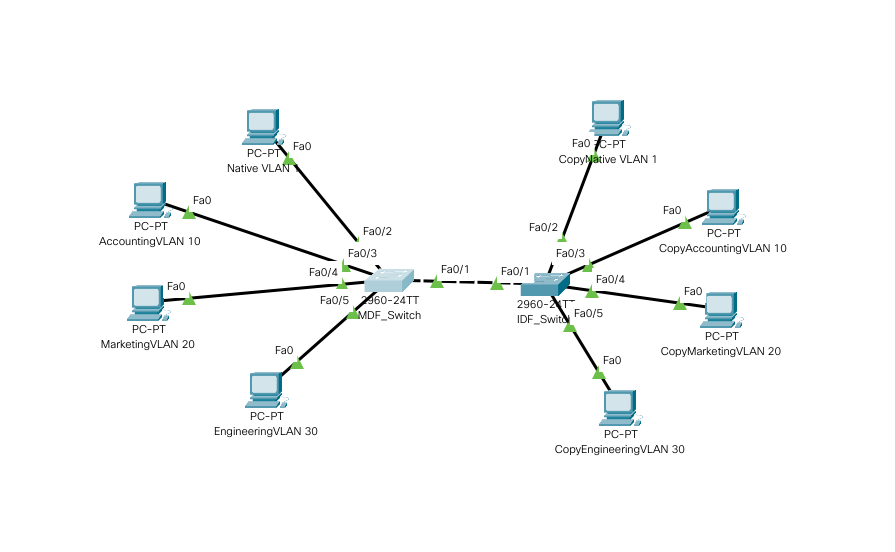 Fa0
PC-PT
Native VLAN 1
Fa0
PC-PT
CopyNative VLAN 1
Fa0
PC-PT
AccountingVLAN 10
Fa0
PC-PT
CopyAccountingVLAN 10
Fa0/2
Fa0/3
Fa0/4
Fa0/5
Fa0/1
2960-24TT
MDF_Switch
Fa0/2
Fa0/3
Fa0/1
Fa0/4
Fa0/5
2960-24TT
IDF_Switch
Fa0
PC-PT
MarketingVLAN 20
Fa0
PC-PT
CopyMarketingVLAN 20
Fa0
PC-PT
EngineeringVLAN 30
Fa0
PC-PT
CopyEngineeringVLAN 30